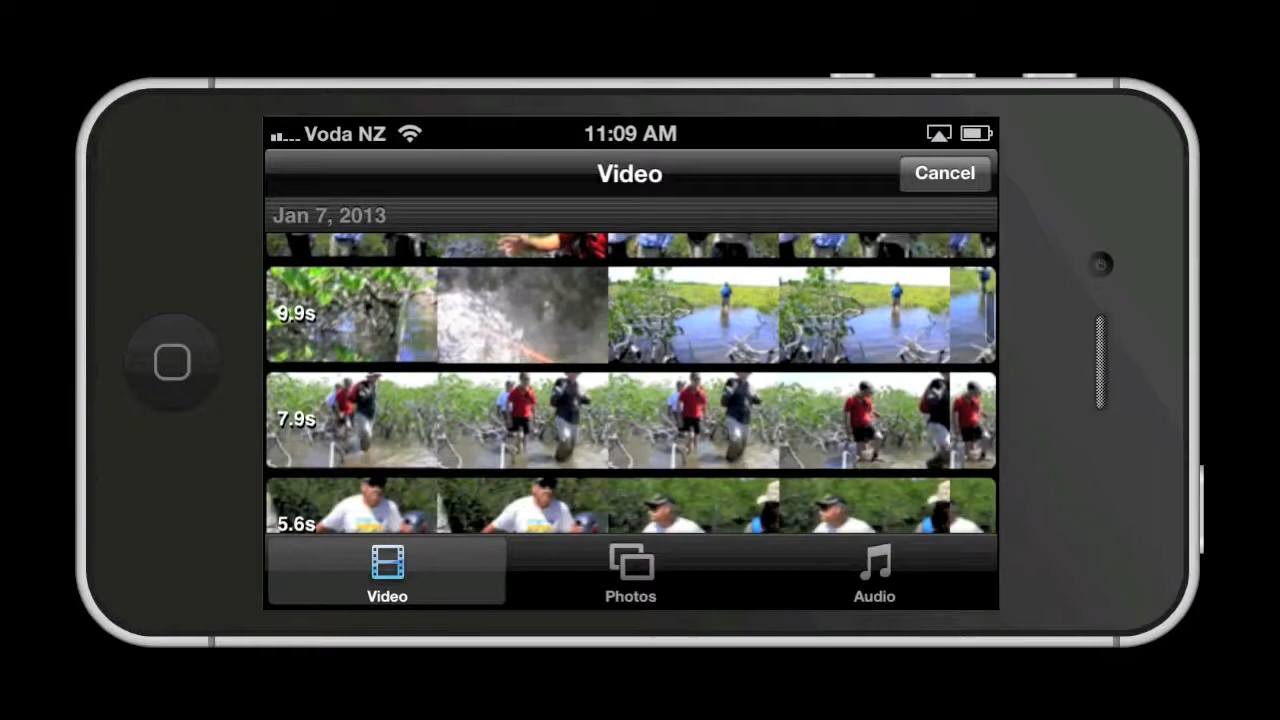 Voda NZ 11:09 AM
Video Cancel
Jan 7, 2013
9.9s
7.9s
5.6s
Video Photos Audio